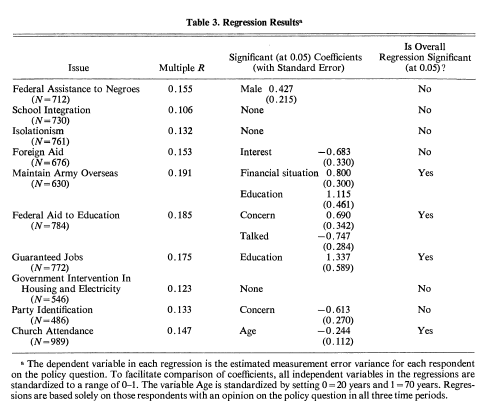 Table 3. Regression Resultsᵃ
Is Overall
Significant (at 0.05) Coefficients Regression Significant
Issue Multiple R (with Standard Error) (at 0.05)?
Federal Assistance to Negroes 0.155 Male 0.427 No
(N=712) (0.215)
School Integration 0.106 None No
(N=730)
Isolationism 0.132 None No
(N=761)
Foreign Aid 0.153 Interest −0.683 No
(N=676) (0.330)
Maintain Army Overseas 0.191 Financial situation 0.800 Yes
(N=630) (0.300)
Education 1.115
(0.461)
Federal Aid to Education 0.185 Concern 0.690 Yes
(N=784) (0.342)
Talked −0.747
(0.284)
Guaranteed Jobs 0.175 Education 1.337 Yes
(N=772) (0.589)
Government Intervention In
Housing and Electricity 0.123 None No
(N=546)
Party Identification 0.133 Concern −0.613 No
(N=486) (0.270)
Church Attendance 0.147 Age −0.244 Yes
(N=989) (0.112)
ᵃ The dependent variable in each regression is the estimated measurement error variance for each respondent
on the policy question. To facilitate comparison of coefficients, all independent variables in the regressions are
standardized to a range of 0–1. The variable Age is standardized by setting 0=20 years and 1=70 years. Regres-
sions are based solely on those respondents with an opinion on the policy question in all three time periods.